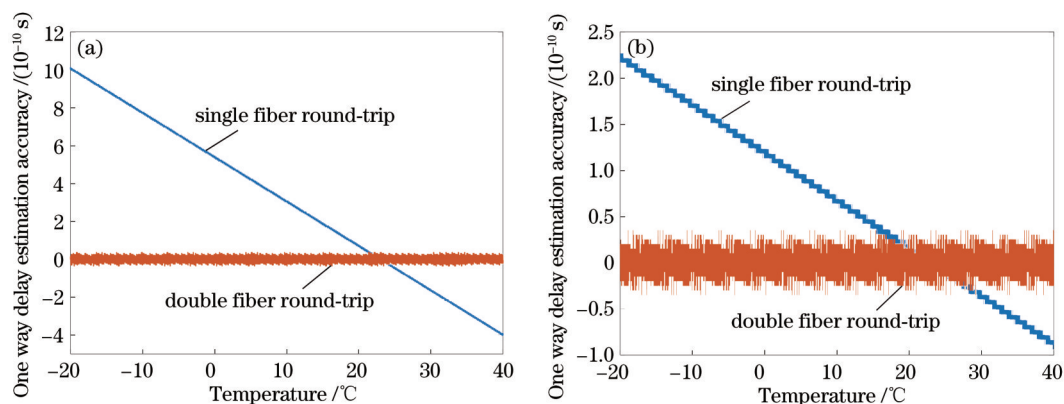 (a)
One way delay estimation accuracy /(10⁻¹⁰ s)
12
10
8
6
4
2
0
−2
−4
single fiber round-trip
double fiber round-trip
−20 −10 0 10 20 30 40
Temperature /℃
(b)
One way delay estimation accuracy /(10⁻¹⁰ s)
2.5
2.0
1.5
1.0
0.5
0
−0.5
−1.0
single fiber round-trip
double fiber round-trip
−20 −10 0 10 20 30 40
Temperature /℃